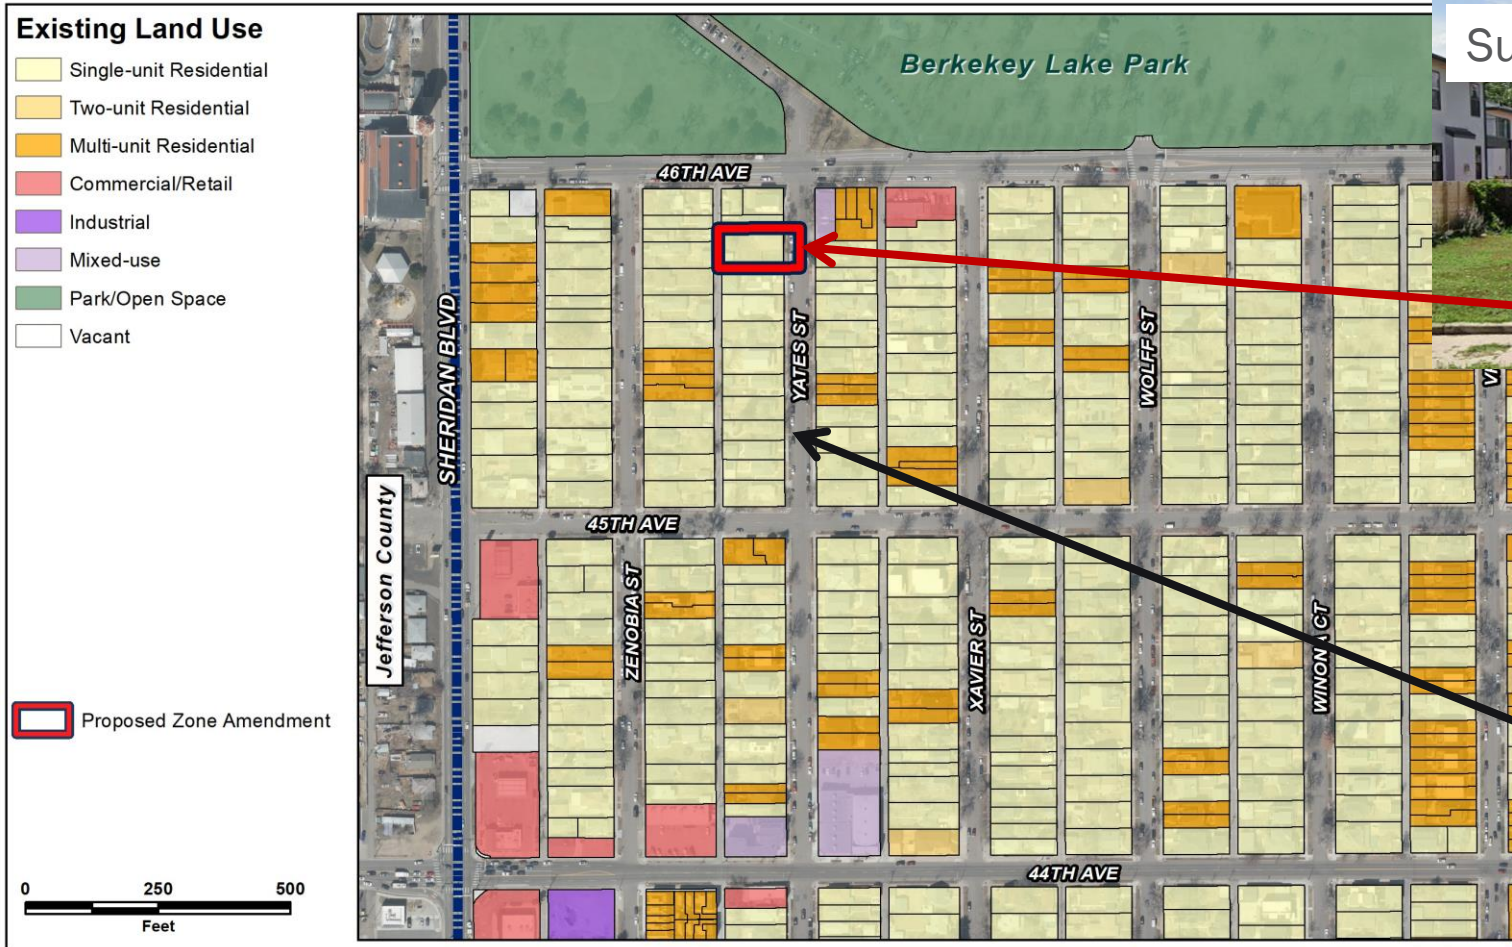 Existing Land Use
Single-unit Residential
Two-unit Residential
Multi-unit Residential
Commercial/Retail
Industrial
Mixed-use
Park/Open Space
Vacant
Proposed Zone Amendment
0 250 500
Feet
Su
Berkekey Lake Park
46TH AVE
SHERIDAN BLVD
YATES ST
WOLFF ST
45TH AVE
Jefferson County
ZENOBIA ST
XAVIER ST
WINONA CT
44TH AVE